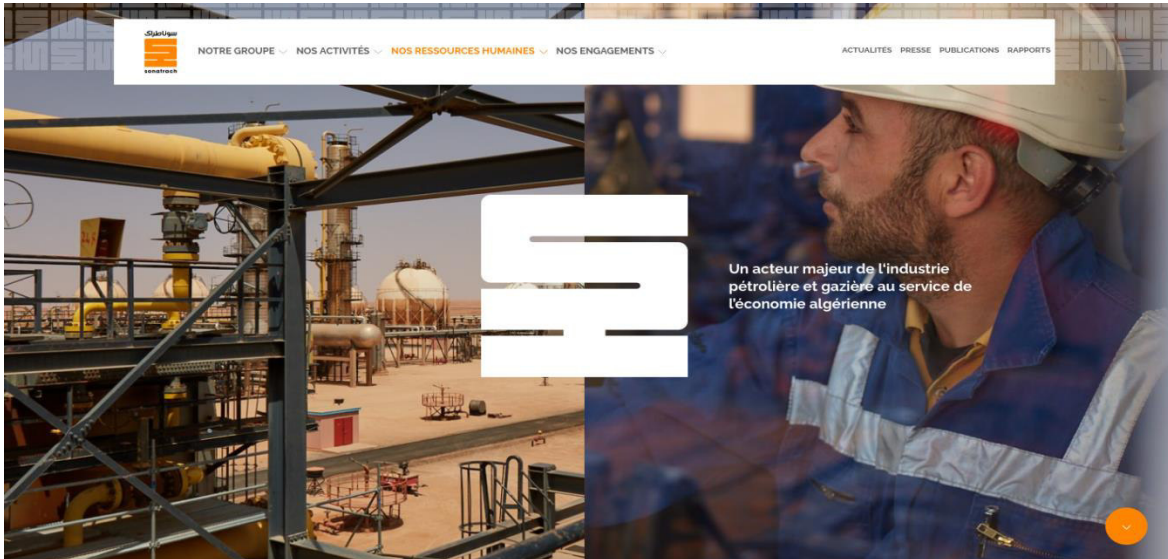 سوناطراك
sonatrach
NOTRE GROUPE
NOS ACTIVITÉS
NOS RESSOURCES HUMAINES
NOS ENGAGEMENTS
ACTUALITÉS
PRESSE
PUBLICATIONS
RAPPORTS
Un acteur majeur de l'industrie
pétrolière et gazière au service de
l'économie algérienne